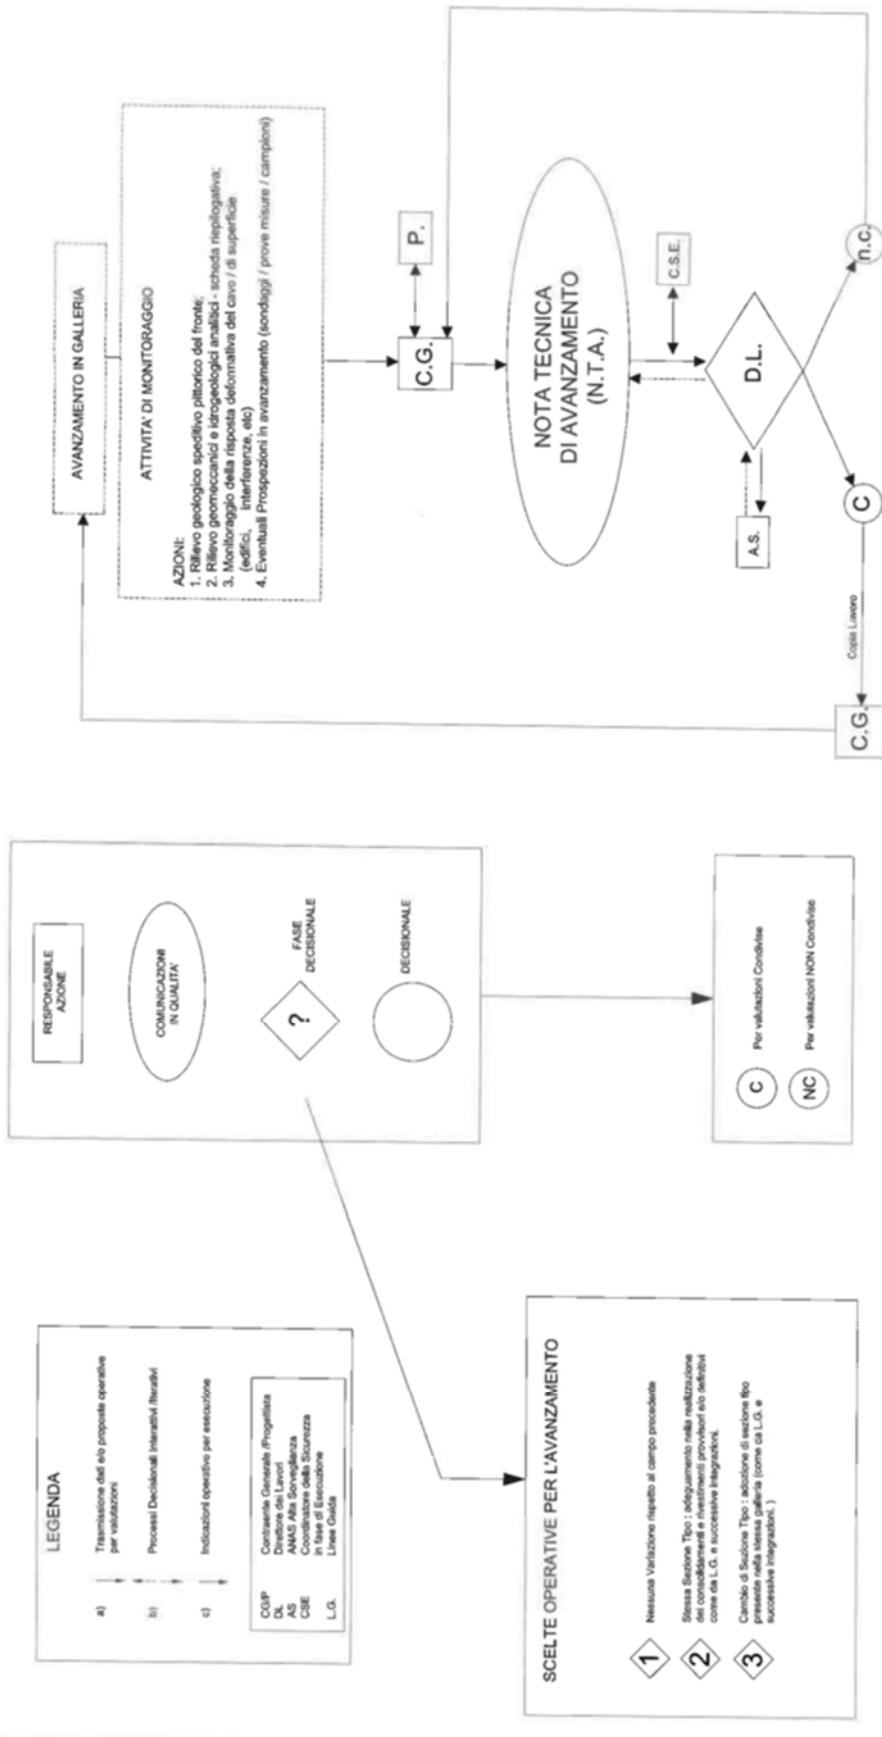 LEGENDA
a) Trasmissione dati e/o proposte operative
per valutazioni
b) Processi Decisionali Interattivi /Iterativi
c) Indicazioni operative per esecuzione
CG/P Contraente Generale /Progettista
DL Direttore dei Lavori
AS ANAS Alta Sorveglianza
CSE Coordinatore della Sicurezza
in fase di Esecuzione
L.G. Linee Guida
RESPONSABILE
AZIONE
COMUNICAZIONI
IN QUALITA'
?
FASE
DECISIONALE
DECISIONALE
SCELTE OPERATIVE PER L'AVANZAMENTO
1 Nessuna Variazione rispetto al campo precedente
2 Stessa Sezione Tipo : adeguamento nella realizzazione
dei consolidamenti e rivestimenti provvisori e/o definitivi
come da L.G. e successive integrazioni.
3 Cambio di Sezione Tipo : adozione di sezione tipo
presente nella stessa galleria (come da L.G. e
successive integrazioni. )
C Per valutazioni Condivise
NC Per valutazioni NON Condivise
AVANZAMENTO IN GALLERIA
ATTIVITA' DI MONITORAGGIO
AZIONI:
1. Rilievo geologico speditivo pittorico del fronte;
2. Rilievo geomeccanici e idrogeologici analitici - scheda riepilogativa;
3. Monitoraggio della risposta deformativa del cavo / di superficie
(edifici, interferenze, etc)
4. Eventuali Prospezioni in avanzamento (sondaggi / prove misure / campioni)
C.G.
P.
NOTA TECNICA
DI AVANZAMENTO
(N.T.A.)
C.S.E.
A.S.
D.L.
C
n.c.
Copia Lavoro
C.G.